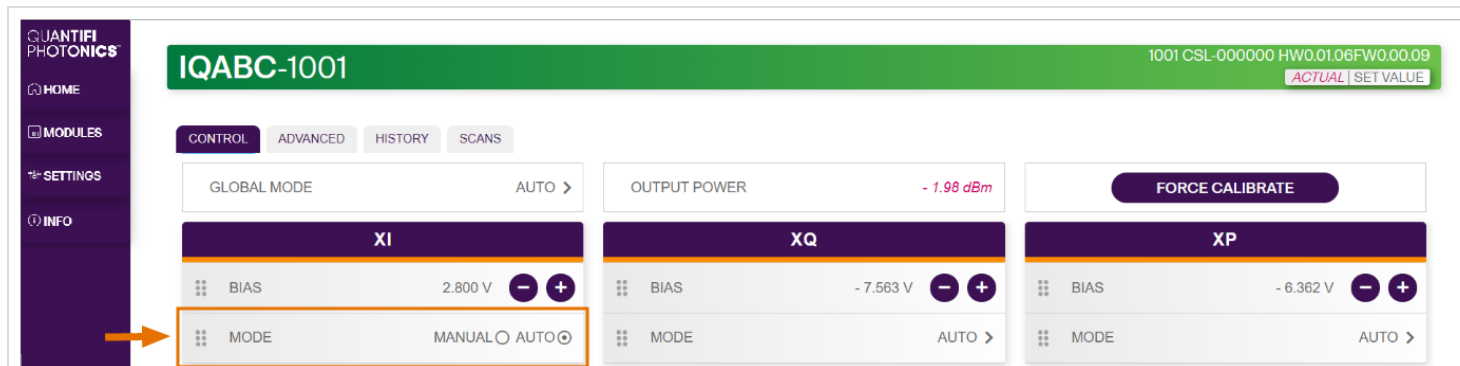 QUANTIFI
PHOTONICS™
HOME
MODULES
SETTINGS
INFO
IQABC-1001
1001 CSL-000000 HW0.01.06FW0.00.09
ACTUAL | SET VALUE
CONTROL ADVANCED HISTORY SCANS
GLOBAL MODE AUTO >
OUTPUT POWER - 1.98 dBm
FORCE CALIBRATE
XI
BIAS 2.800 V − +
MODE MANUAL AUTO
XQ
BIAS - 7.563 V − +
MODE AUTO >
XP
BIAS - 6.362 V − +
MODE AUTO >